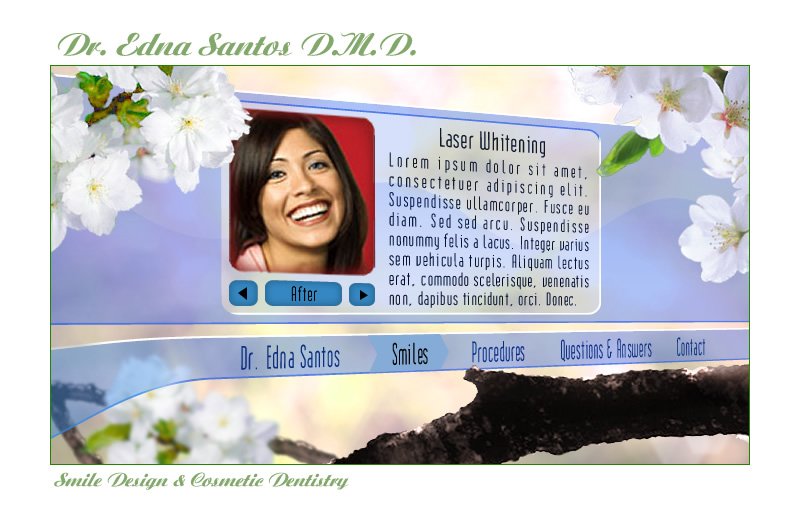 Dr. Edna Santos D.M.D.
Laser Whitening
Lorem ipsum dolor sit amet,
consectetuer adipiscing elit.
Suspendisse ullamcorper. Fusce eu
diam. Sed sed arcu. Suspendisse
nonummy felis a lacus. Integer varius
sem vehicula turpis. Aliquam lectus
erat, commodo scelerisque, venenatis
non, dapibus tincidunt, orci. Donec.
After
Dr. Edna Santos Smiles Procedures Questions & Answers Contact
Smile Design & Cosmetic Dentistry